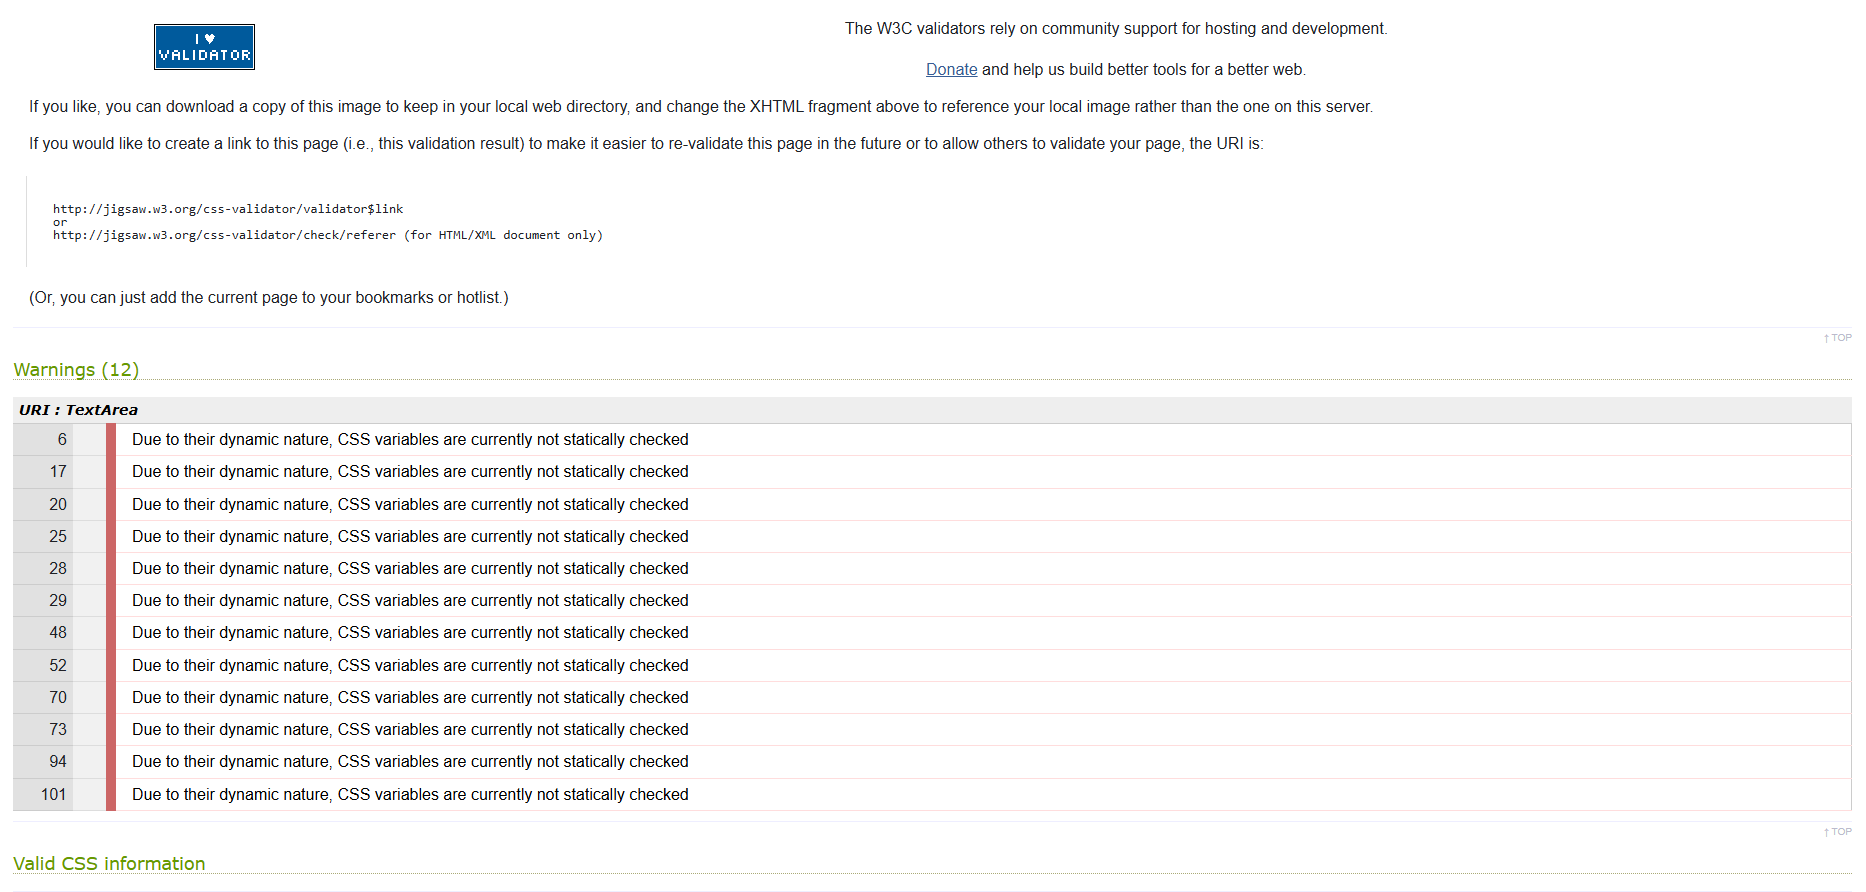 I ♥
VALIDATOR
The W3C validators rely on community support for hosting and development.
Donate and help us build better tools for a better web.
If you like, you can download a copy of this image to keep in your local web directory, and change the XHTML fragment above to reference your local image rather than the one on this server.
If you would like to create a link to this page (i.e., this validation result) to make it easier to re-validate this page in the future or to allow others to validate your page, the URI is:
http://jigsaw.w3.org/css-validator/validator$link
or
http://jigsaw.w3.org/css-validator/check/referer (for HTML/XML document only)
(Or, you can just add the current page to your bookmarks or hotlist.)
↑ TOP
Warnings (12)
URI : TextArea
6 Due to their dynamic nature, CSS variables are currently not statically checked
17 Due to their dynamic nature, CSS variables are currently not statically checked
20 Due to their dynamic nature, CSS variables are currently not statically checked
25 Due to their dynamic nature, CSS variables are currently not statically checked
28 Due to their dynamic nature, CSS variables are currently not statically checked
29 Due to their dynamic nature, CSS variables are currently not statically checked
48 Due to their dynamic nature, CSS variables are currently not statically checked
52 Due to their dynamic nature, CSS variables are currently not statically checked
70 Due to their dynamic nature, CSS variables are currently not statically checked
73 Due to their dynamic nature, CSS variables are currently not statically checked
94 Due to their dynamic nature, CSS variables are currently not statically checked
101 Due to their dynamic nature, CSS variables are currently not statically checked
↑ TOP
Valid CSS information